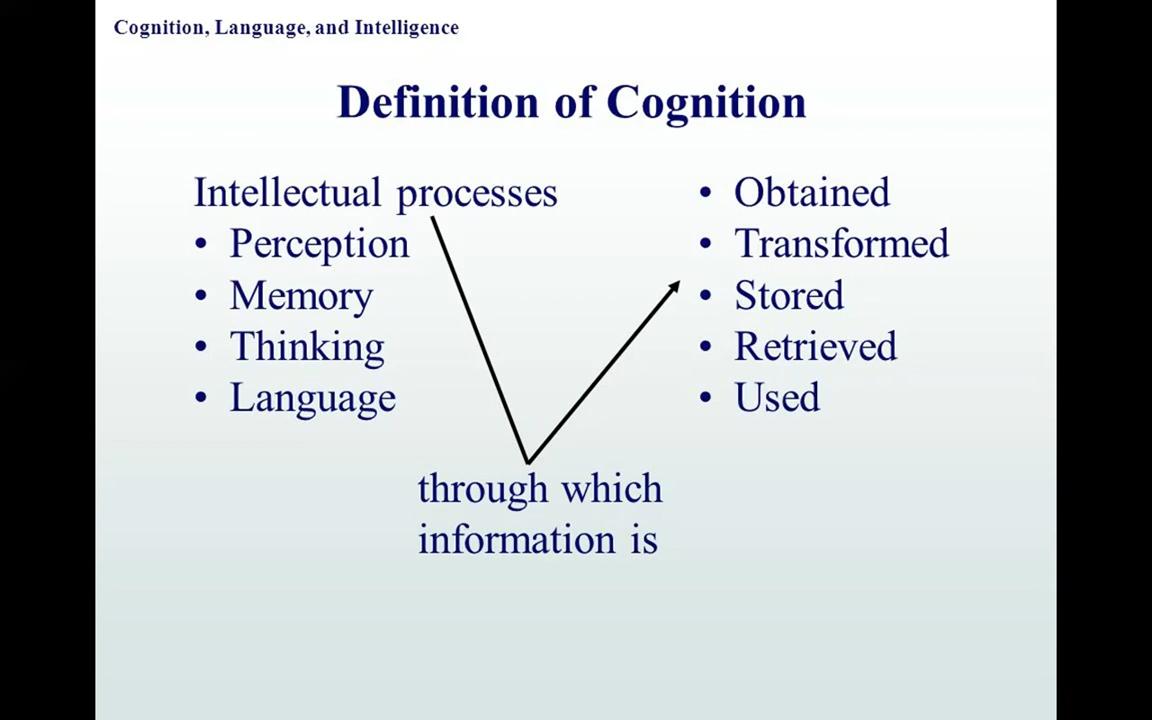 Cognition, Language, and Intelligence
Definition of Cognition
Intellectual processes
• Perception
• Memory
• Thinking
• Language
through which
information is
• Obtained
• Transformed
• Stored
• Retrieved
• Used